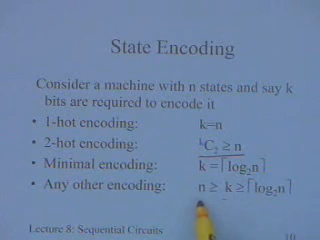 State Encoding
Consider a machine with n states and say k
bits are required to encode it
• 1-hot encoding: k=n
• 2-hot encoding: ᵏC₂ ≥ n
• Minimal encoding: k = ⌈log₂n⌉
• Any other encoding: n ≥ k ≥ ⌈log₂n⌉
Lecture 8: Sequential Circuits 10